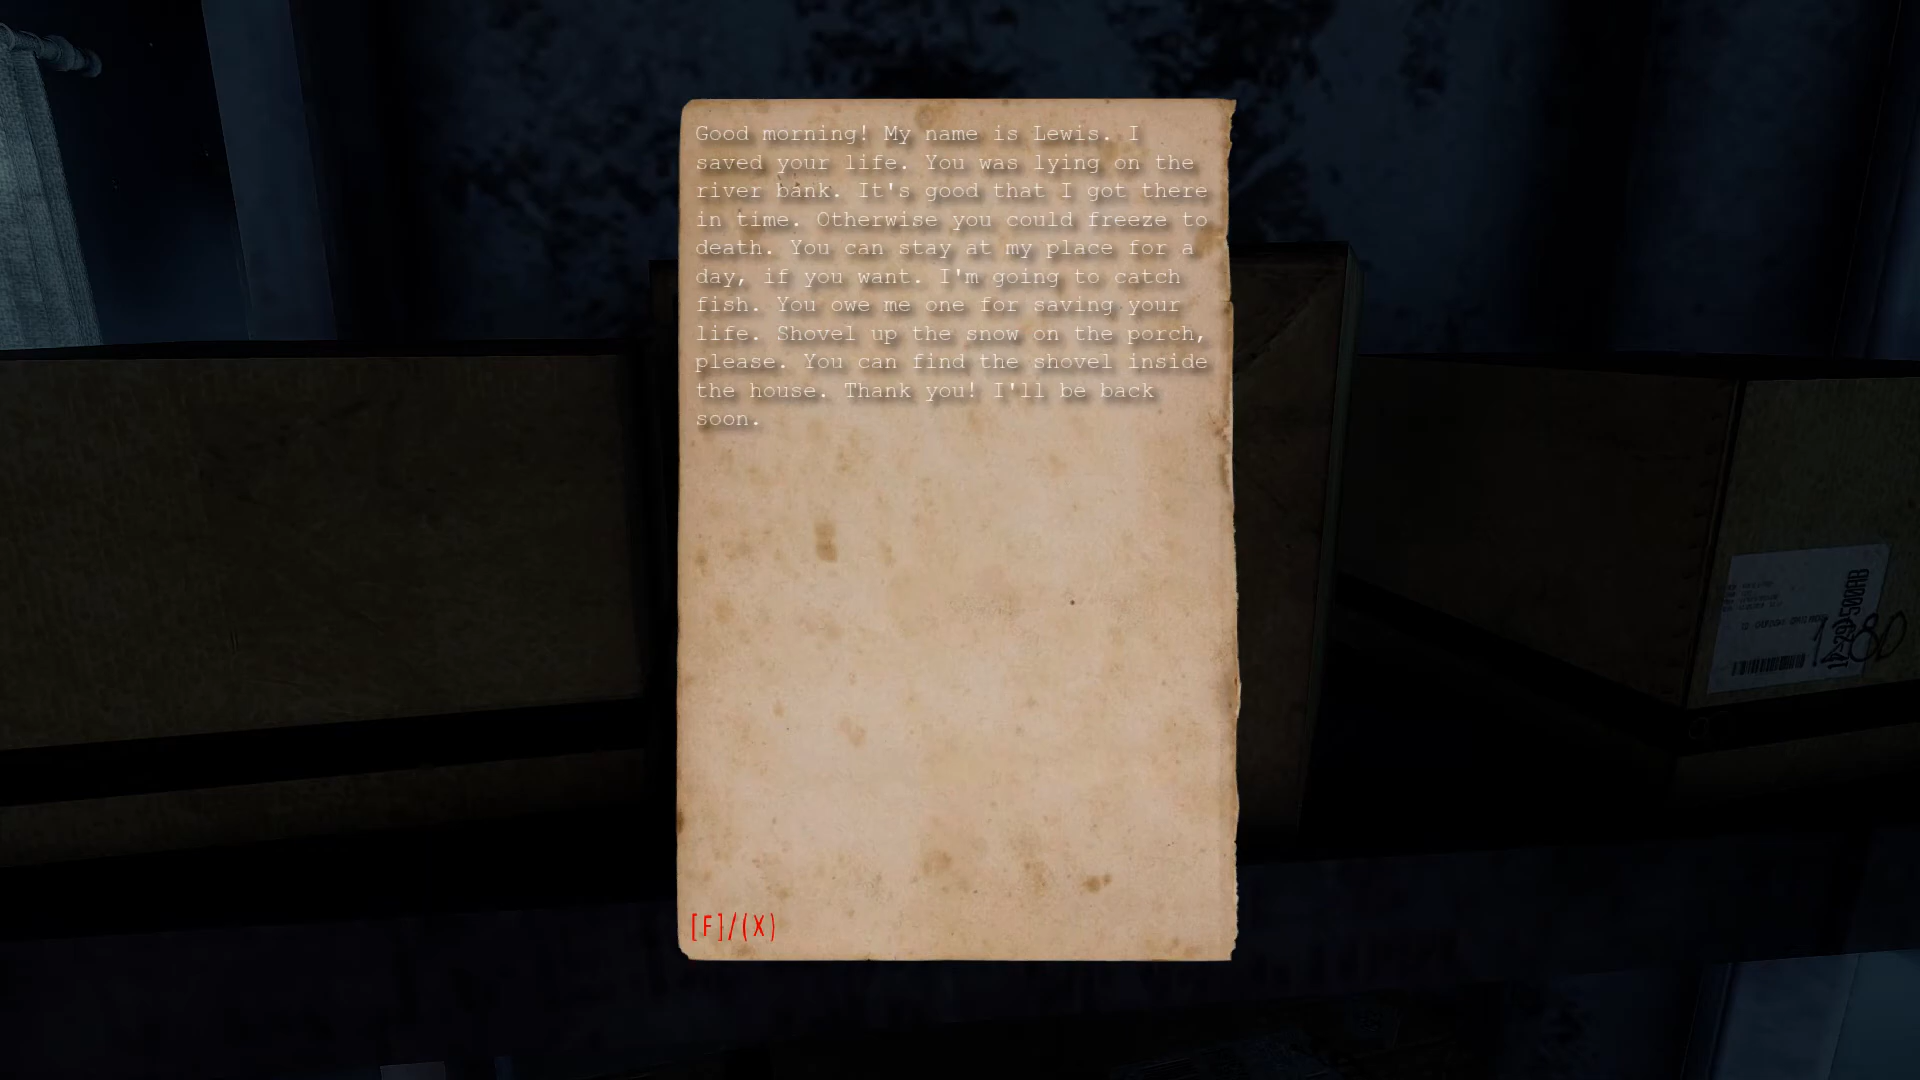 Good morning! My name is Lewis. I
saved your life. You was lying on the
river bank. It's good that I got there
in time. Otherwise you could freeze to
death. You can stay at my place for a
day, if you want. I'm going to catch
fish. You owe me one for saving your
life. Shovel up the snow on the porch,
please. You can find the shovel inside
the house. Thank you! I'll be back
soon.
[F]/(X)